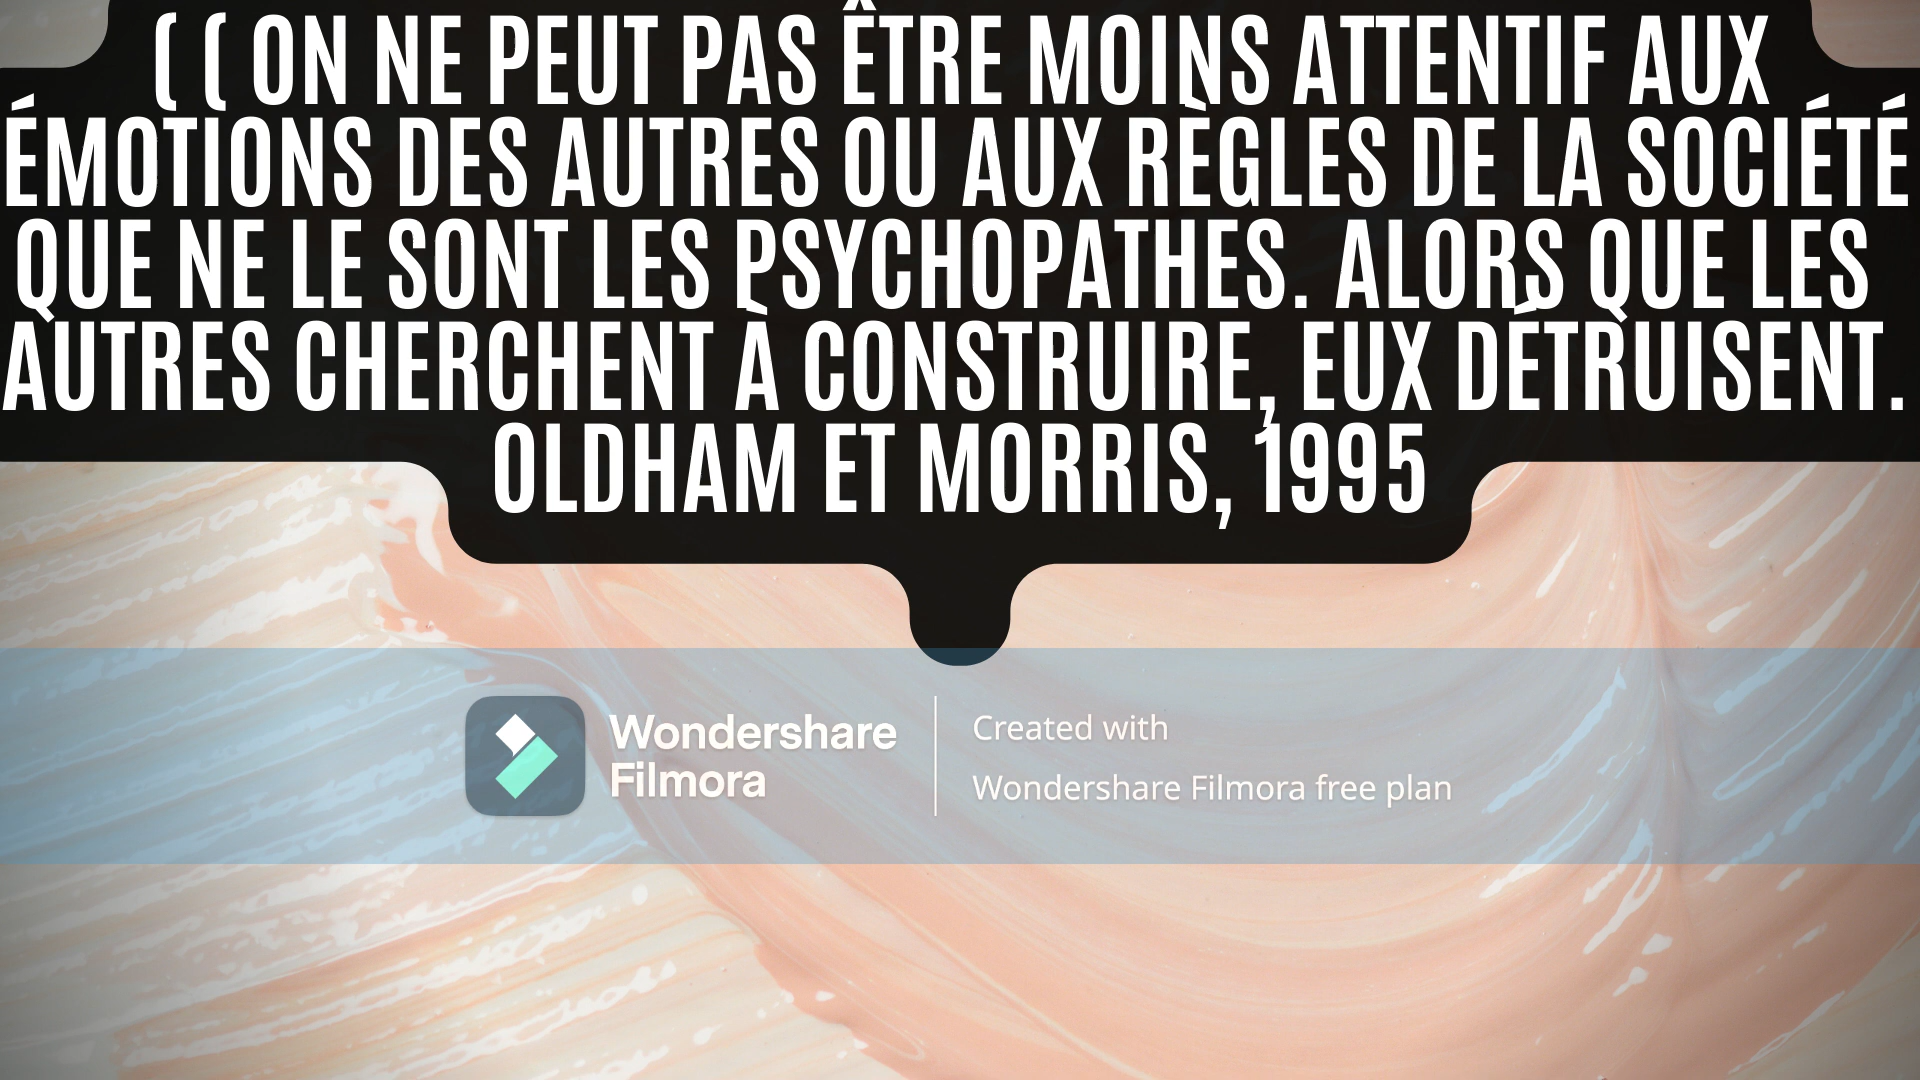 ( ( ON NE PEUT PAS ÊTRE MOINS ATTENTIF AUX
ÉMOTIONS DES AUTRES OU AUX RÈGLES DE LA SOCIÉTÉ
QUE NE LE SONT LES PSYCHOPATHES. ALORS QUE LES
AUTRES CHERCHENT À CONSTRUIRE, EUX DÉTRUISENT.
OLDHAM ET MORRIS, 1995
Wondershare
Filmora
Created with
Wondershare Filmora free plan